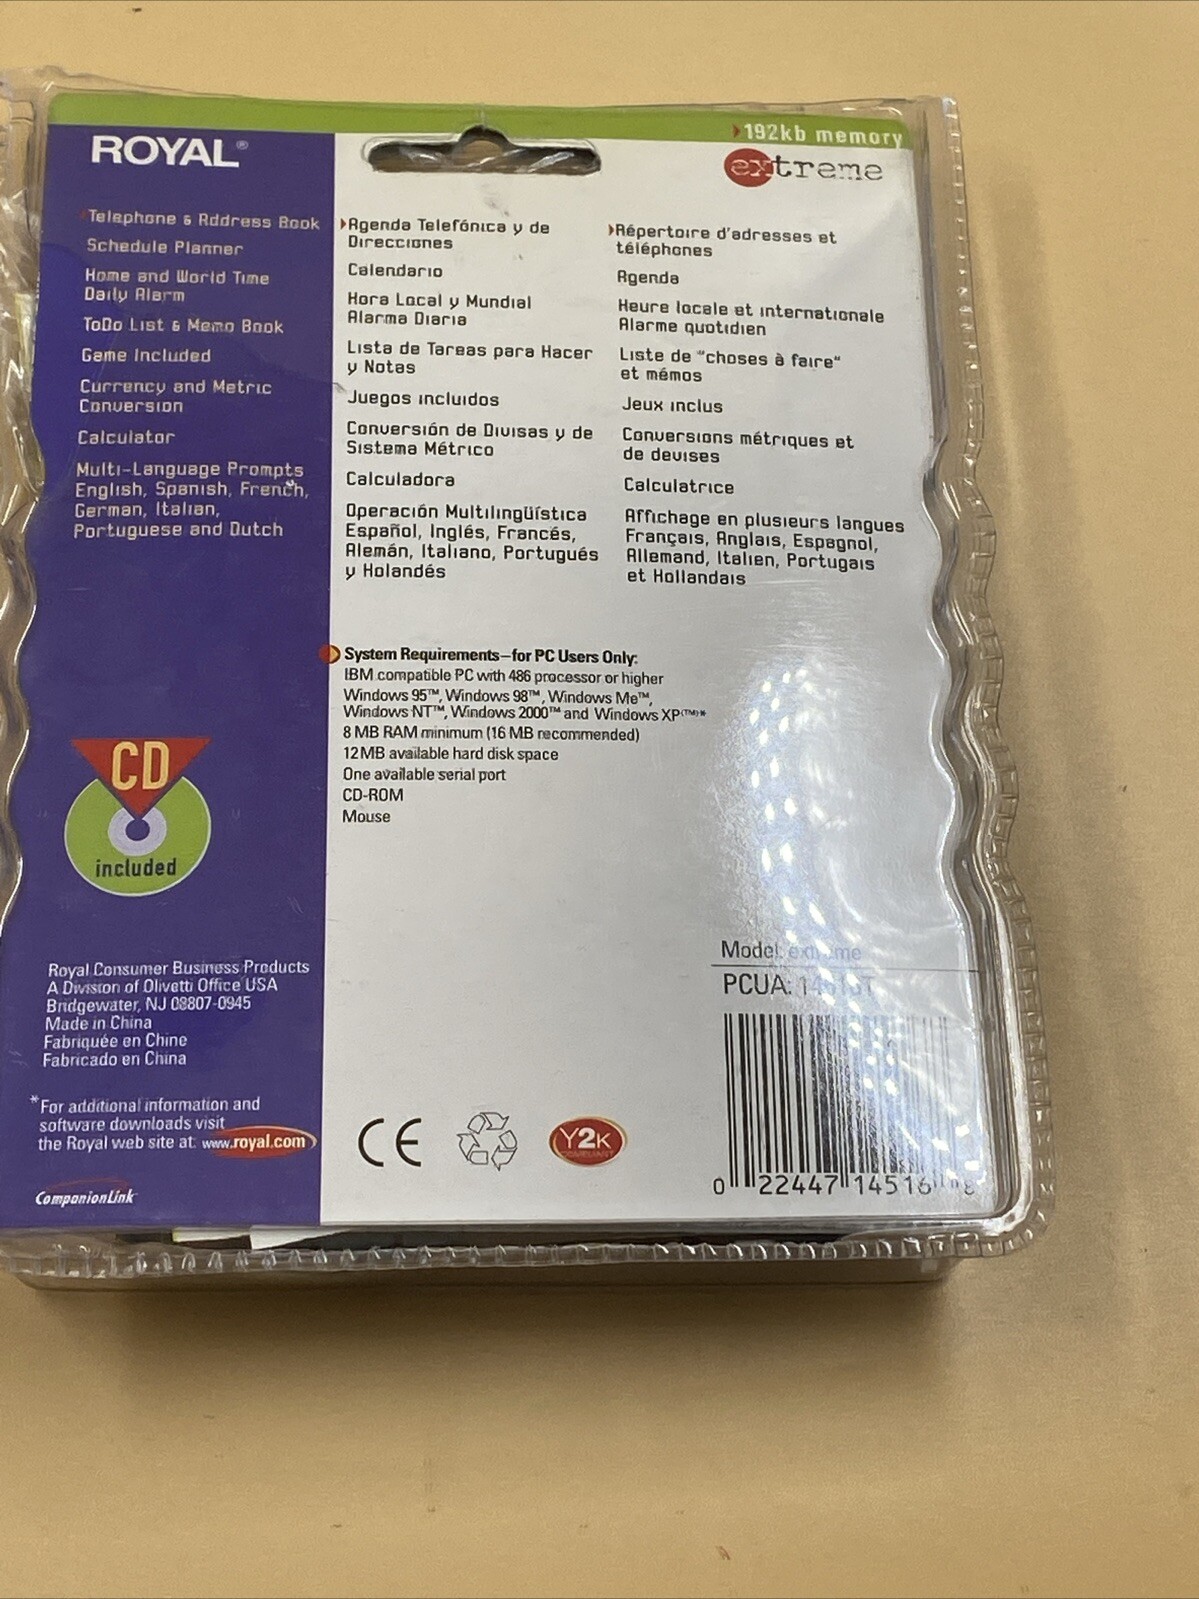 ROYAL®
192kb memory
extreme
Telephone & Address Book
Schedule Planner
Home and World Time
Daily Alarm
ToDo List & Memo Book
Game Included
Currency and Metric
Conversion
Calculator
Multi-Language Prompts
English, Spanish, French,
German, Italian,
Portuguese and Dutch
Agenda Telefónica y de
Direcciones
Calendario
Hora Local y Mundial
Alarma Diaria
Lista de Tareas para Hacer
y Notas
Juegos incluidos
Conversión de Divisas y de
Sistema Métrico
Calculadora
Operación Multilingüística
Español, Inglés, Francés,
Alemán, Italiano, Portugués
y Holandés
Répertoire d'adresses et
téléphones
Agenda
Heure locale et internationale
Alarme quotidien
Liste de "choses à faire"
et mémos
Jeux inclus
Conversions métriques et
de devises
Calculatrice
Affichage en plusieurs langues
Français, Anglais, Espagnol,
Allemand, Italien, Portugais
et Hollandais
System Requirements—for PC Users Only:
IBM compatible PC with 486 processor or higher
Windows 95™, Windows 98™, Windows Me™,
Windows NT™, Windows 2000™ and Windows XP(TM)*
8 MB RAM minimum (16 MB recommended)
12MB available hard disk space
One available serial port
CD-ROM
Mouse
CD
included
Royal Consumer Business Products
A Division of Olivetti Office USA
Bridgewater, NJ 08807-0945
Made in China
Fabriquée en Chine
Fabricado en China
*For additional information and
software downloads visit
the Royal web site at: www.royal.com
CompanionLink
CE
Y2K
COMPLIANT
Model: extreme
PCUA:
0 22447 14516 8